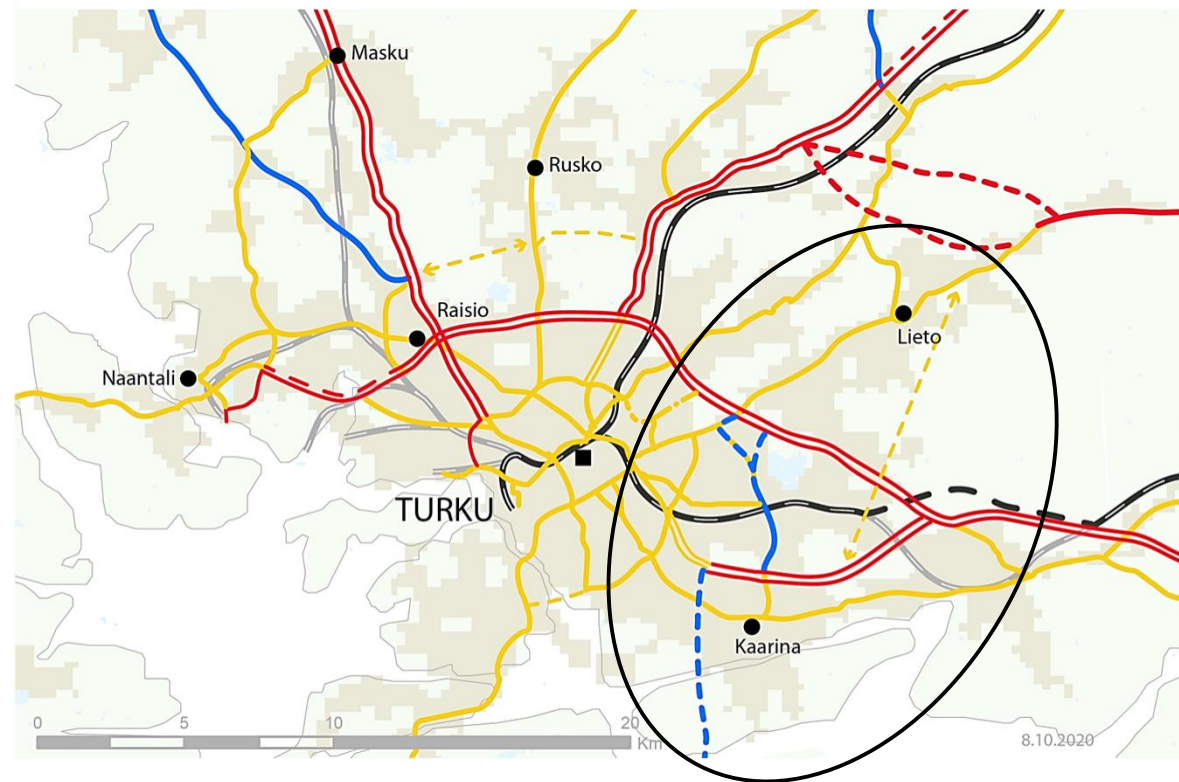 Masku
Rusko
Raisio
Lieto
Naantali
TURKU
Kaarina
0 5 10 20
Km
8.10.2020